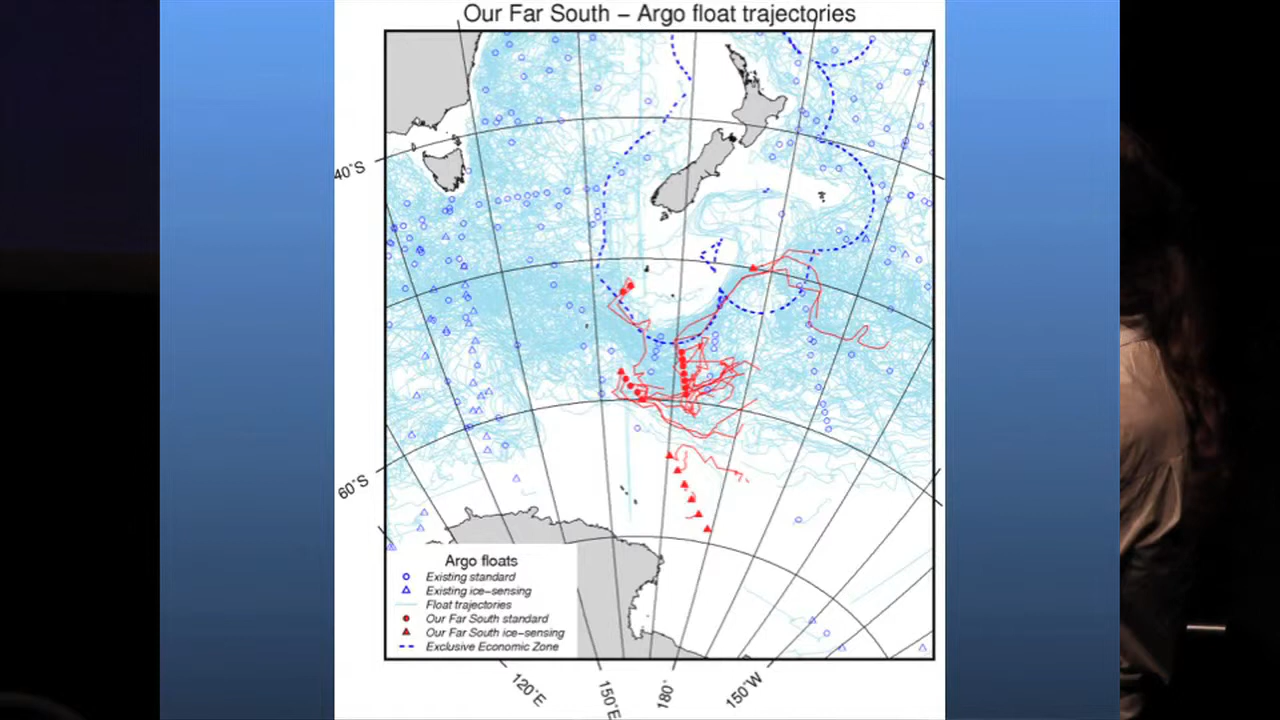 Our Far South – Argo float trajectories
40°S
60°S
Argo floats
Existing standard
Existing ice–sensing
Float trajectories
Our Far South standard
Our Far South ice–sensing
Exclusive Economic Zone
120°E
150°E
180°
150°W